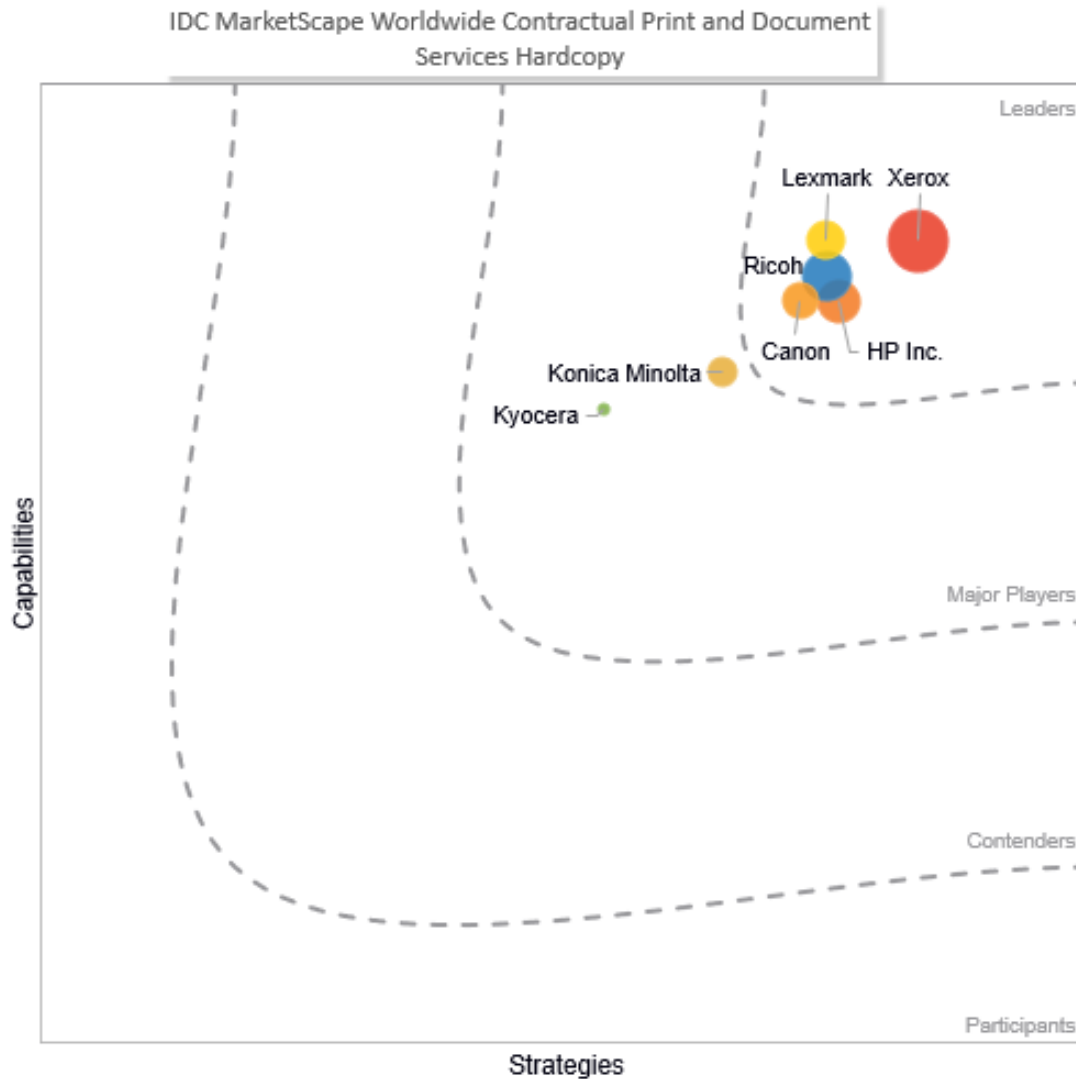 IDC MarketScape Worldwide Contractual Print and Document
Services Hardcopy
Leaders
Lexmark
Xerox
Ricoh
Canon
HP Inc.
Konica Minolta
Kyocera
Capabilities
Major Players
Contenders
Participants
Strategies